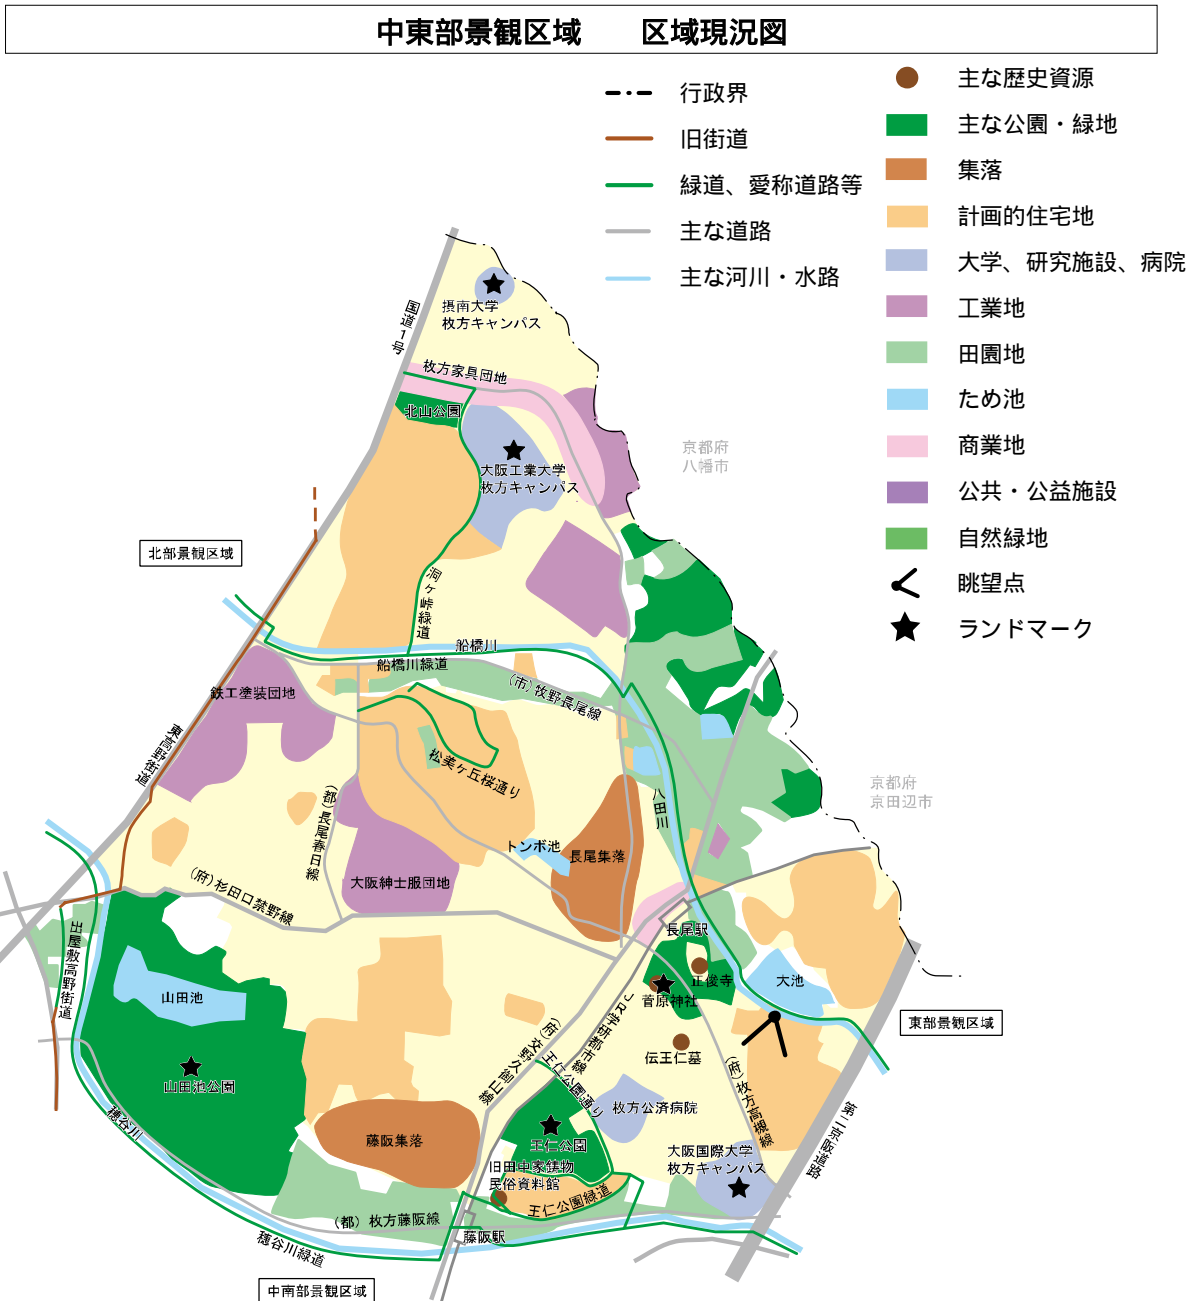 中東部景観区域　　区域現況図
行政界
旧街道
緑道、愛称道路等
主な道路
主な河川・水路
主な歴史資源
主な公園・緑地
集落
計画的住宅地
大学、研究施設、病院
工業地
田園地
ため池
商業地
公共・公益施設
自然緑地
眺望点
ランドマーク
摂南大学
枚方キャンパス
国道1号
枚方家具団地
北山公園
大阪工業大学
枚方キャンパス
京都府
八幡市
北部景観区域
洞ヶ峠緑道
船橋川
船橋川緑道
(市)牧野長尾線
鉄工塗装団地
東高野街道
松美ケ丘桜通り
京都府
京田辺市
八田川
(都)長尾春日線
トンボ池
長尾集落
大阪紳士服団地
(府)杉田口禁野線
出屋敷高野街道
長尾駅
正俊寺
大池
山田池
菅原神社
東部景観区域
JR学研都市線
(府)交野久御山線
伝王仁墓
王仁公園通り
(府)枚方高槻線
山田池公園
枚方公済病院
穂谷川
第二京阪道路
藤阪集落
王仁公園
大阪国際大学
枚方キャンパス
旧田中家鋳物
民俗資料館
王仁公園緑道
(都)枚方藤阪線
藤阪駅
穂谷川緑道
中南部景観区域